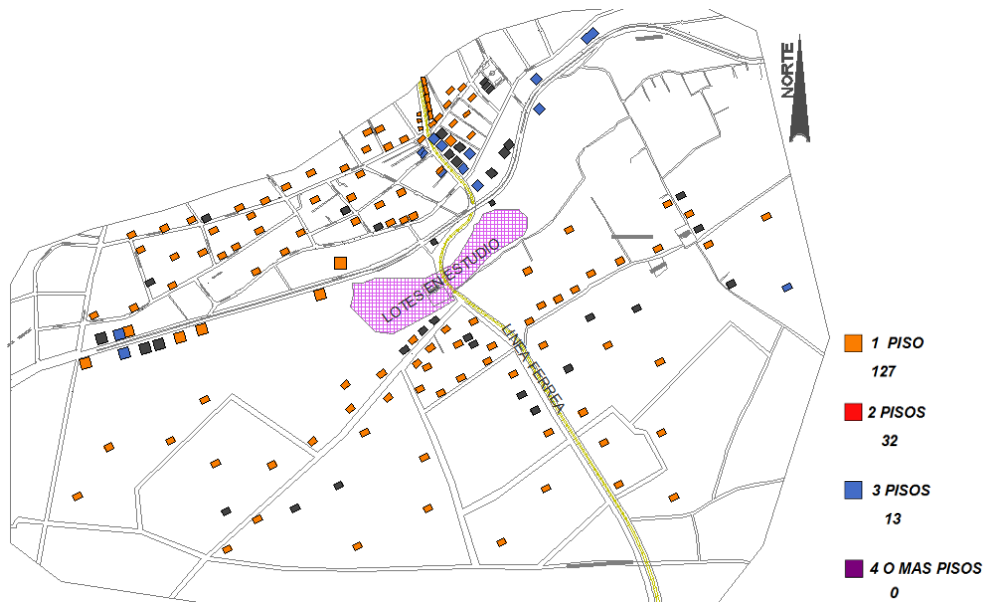 NORTE
LOTES EN ESTUDIO
LINEA FERREA
1 PISO
127
2 PISOS
32
3 PISOS
13
4 O MAS PISOS
0